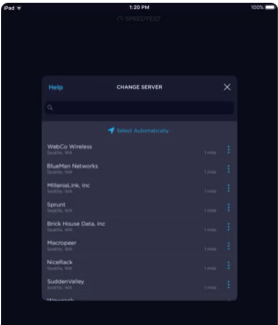 iPad
1:20 PM
100%
SPEEDTEST
Help
CHANGE SERVER
Select Automatically
WebCo Wireless
Seattle, WA
1 mile
BlueMan Networks
Seattle, WA
1 mile
MilleniaLink, Inc
Seattle, WA
1 mile
Sprunt
Seattle, WA
1 mile
Brick House Data, Inc
Seattle, WA
1 mile
Macropeer
Seattle, WA
1 mile
NiceRack
Seattle, WA
1 mile
SuddenValley
Seattle, WA
1 mile